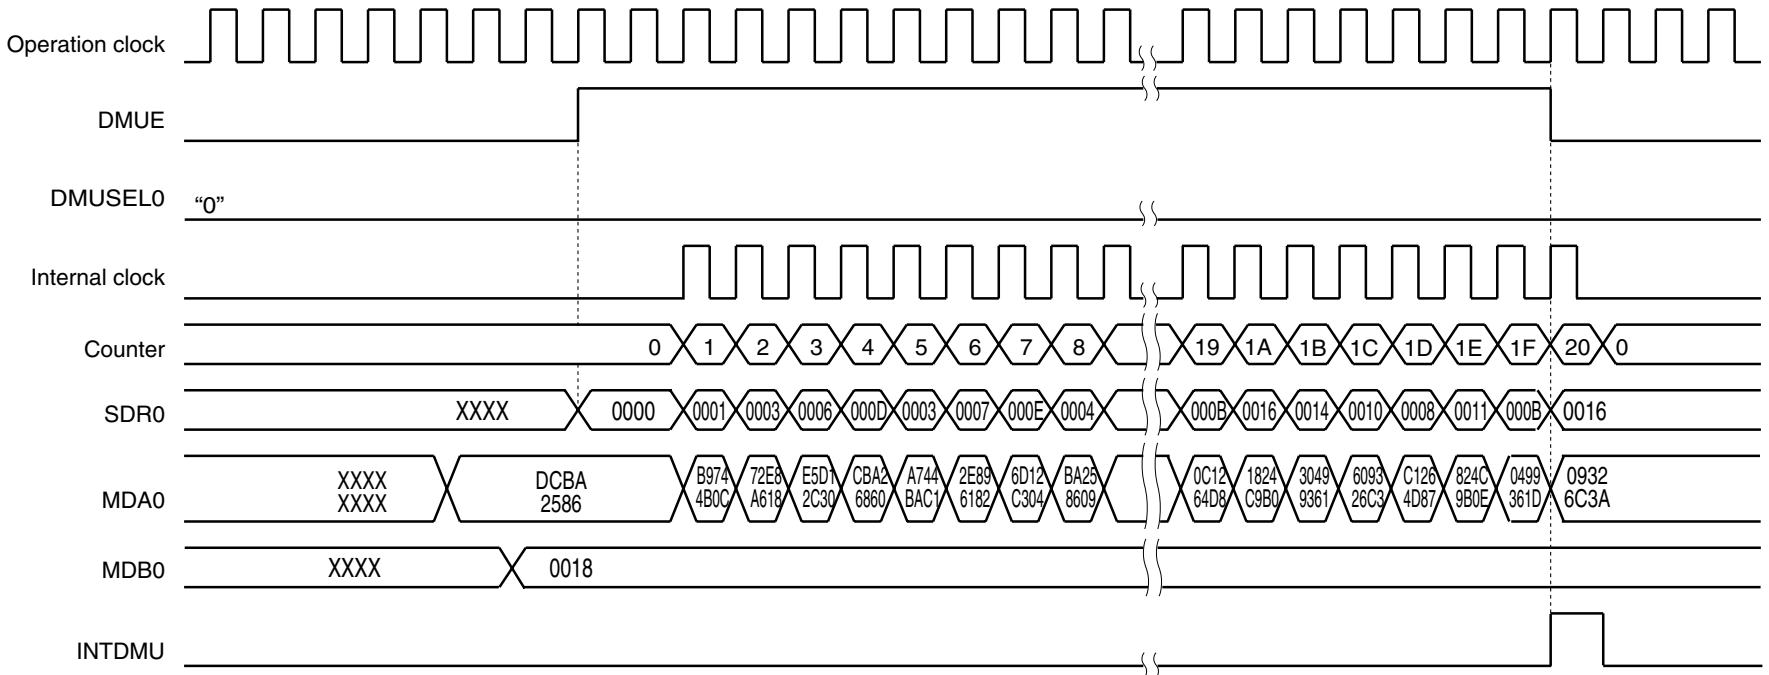 Operation clock
DMUE
DMUSEL0 “0”
Internal clock
Counter 0 1 2 3 4 5 6 7 8 19 1A 1B 1C 1D 1E 1F 20 0
SDR0 XXXX 0000 0001 0003 0006 000D 0003 0007 000E 0004 000B 0016 0014 0010 0008 0011 000B 0016
MDA0
XXXX DCBA B974 72E8 E5D1 CBA2 A744 2E89 6D12 BA25 0C12 1824 3049 6093 C126 824C 0499 0932
XXXX 2586 4B0C A618 2C30 6860 BAC1 6182 C304 8609 64D8 C9B0 9361 26C3 4D87 9B0E 361D 6C3A
MDB0 XXXX 0018
INTDMU